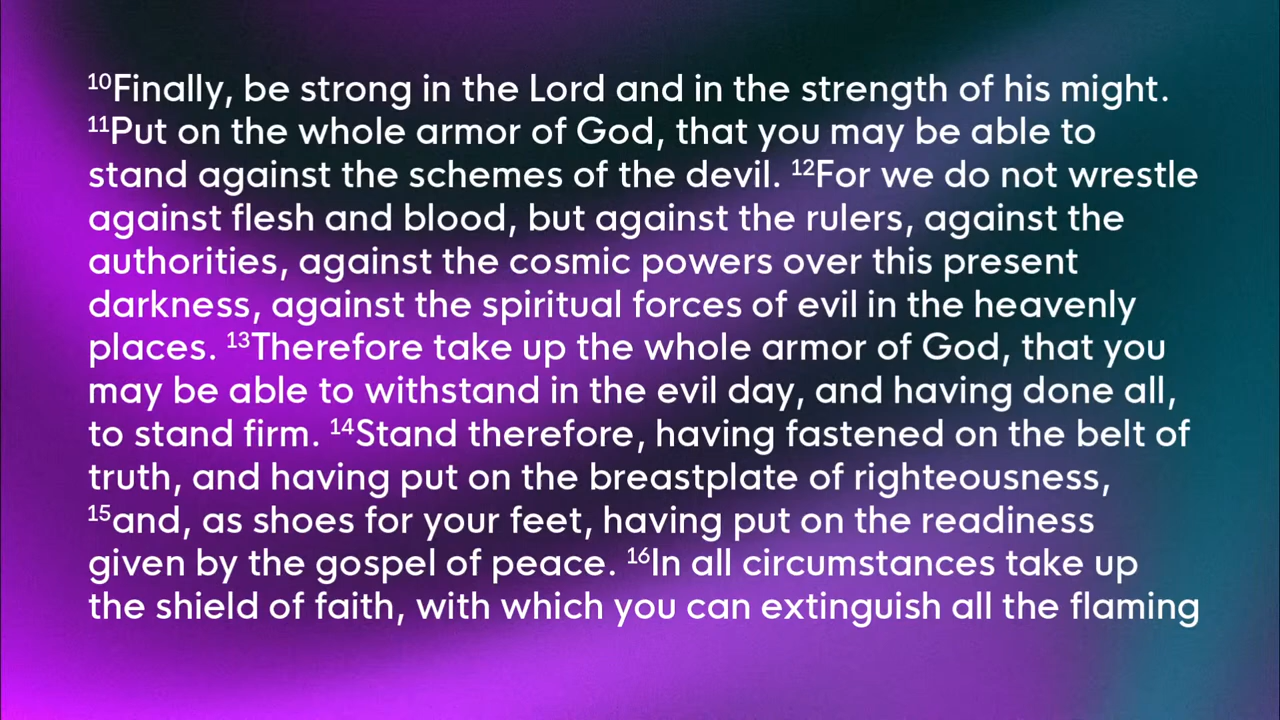 ¹⁰Finally, be strong in the Lord and in the strength of his might.
¹¹Put on the whole armor of God, that you may be able to
stand against the schemes of the devil. ¹²For we do not wrestle
against flesh and blood, but against the rulers, against the
authorities, against the cosmic powers over this present
darkness, against the spiritual forces of evil in the heavenly
places. ¹³Therefore take up the whole armor of God, that you
may be able to withstand in the evil day, and having done all,
to stand firm. ¹⁴Stand therefore, having fastened on the belt of
truth, and having put on the breastplate of righteousness,
¹⁵and, as shoes for your feet, having put on the readiness
given by the gospel of peace. ¹⁶In all circumstances take up
the shield of faith, with which you can extinguish all the flaming